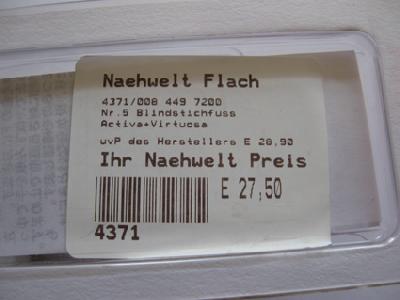 Naehwelt Flach
4371/008 449 7200
Nr.5 Blindstichfuss
Activa+Virtuosa
uvP des Herstellers E 28,90
Ihr Naehwelt Preis
E 27,50
4371